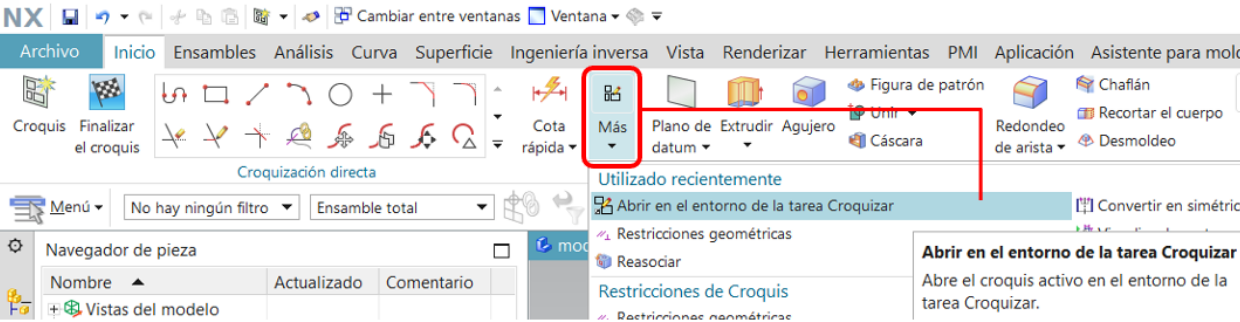 NX Cambiar entre ventanas Ventana
Archivo Inicio Ensambles Análisis Curva Superficie Ingeniería inversa Vista Renderizar Herramientas PMI Aplicación Asistente para
Croquis
Finalizar
el croquis
Cota
rápida
Más
Plano de
datum
Extrudir
Agujero
Figura de patrón
Unir
Cáscara
Redondeo
de arista
Chaflán
Recortar el cuerpo
Desmoldeo
Croquización directa
Utilizado recientemente
Menú No hay ningún filtro Ensamble total
Abrir en el entorno de la tarea Croquizar
Convertir en
Restricciones geométricas
Reasociar
Restricciones de Croquis
Restricciones geométricas
Navegador de pieza
Nombre Actualizado Comentario
Vistas del modelo
Abrir en el entorno de la tarea Croquizar
Abre el croquis activo en el entorno de la
tarea Croquizar.